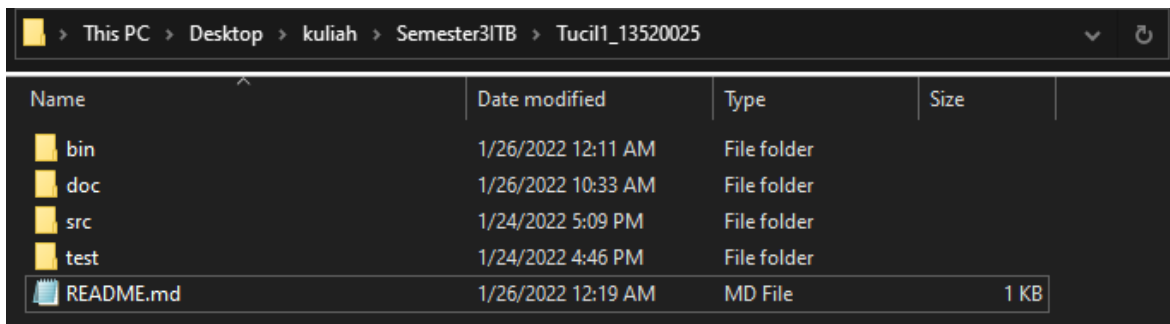 This PC > Desktop > kuliah > Semester3ITB > Tucil1_13520025
Name Date modified Type Size
bin 1/26/2022 12:11 AM File folder
doc 1/26/2022 10:33 AM File folder
src 1/24/2022 5:09 PM File folder
test 1/24/2022 4:46 PM File folder
README.md 1/26/2022 12:19 AM MD File 1 KB